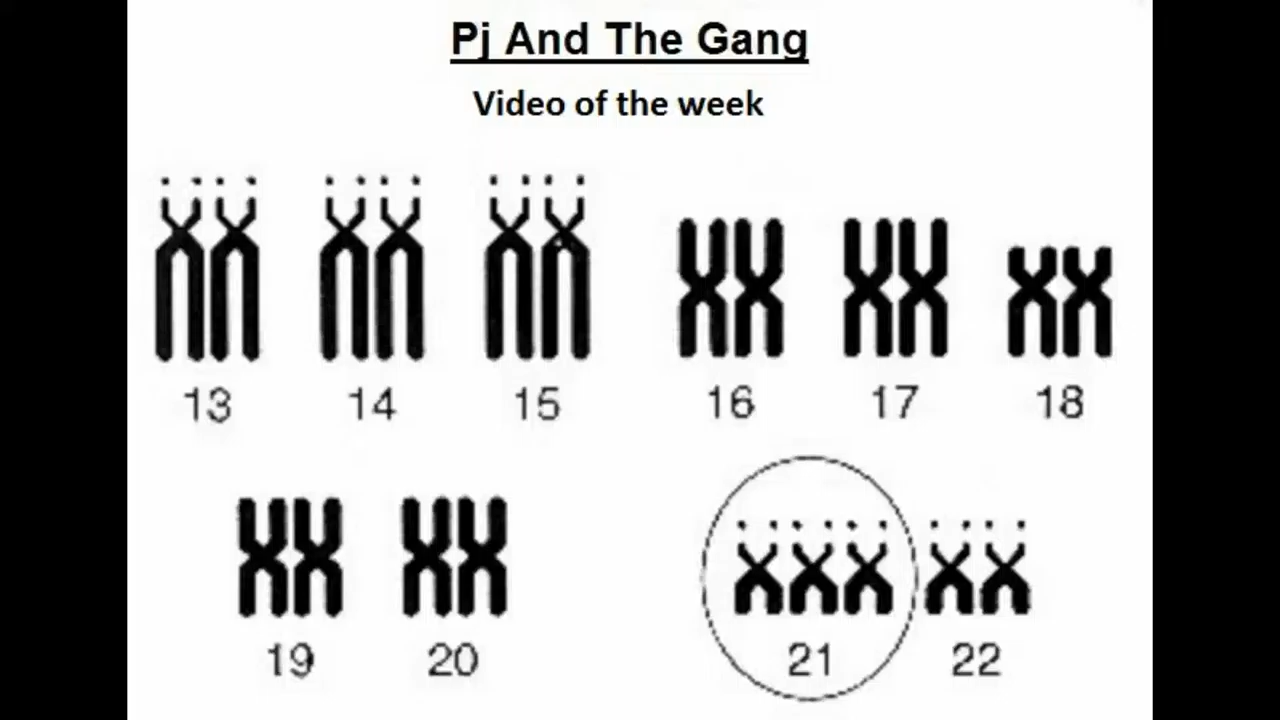 Pj And The Gang
Video of the week
13 14 15 16 17 18
19 20 21 22